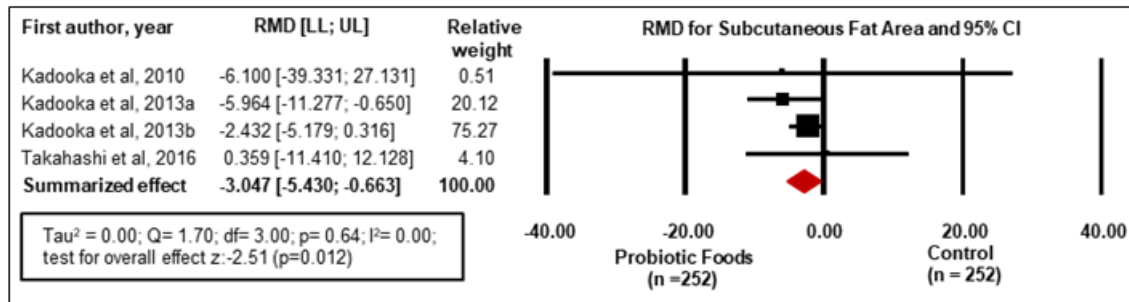 First author, year RMD [LL; UL] Relative weight RMD for Subcutaneous Fat Area and 95% CI
Kadooka et al, 2010 -6.100 [-39.331; 27.131] 0.51
Kadooka et al, 2013a -5.964 [-11.277; -0.650] 20.12
Kadooka et al, 2013b -2.432 [-5.179; 0.316] 75.27
Takahashi et al, 2016 0.359 [-11.410; 12.128] 4.10
Summarized effect -3.047 [-5.430; -0.663] 100.00
Tau² = 0.00; Q= 1.70; df= 3.00; p= 0.64; I²= 0.00;
test for overall effect z:-2.51 (p=0.012)
-40.00 -20.00 0.00 20.00 40.00
Probiotic Foods Control
(n =252) (n = 252)